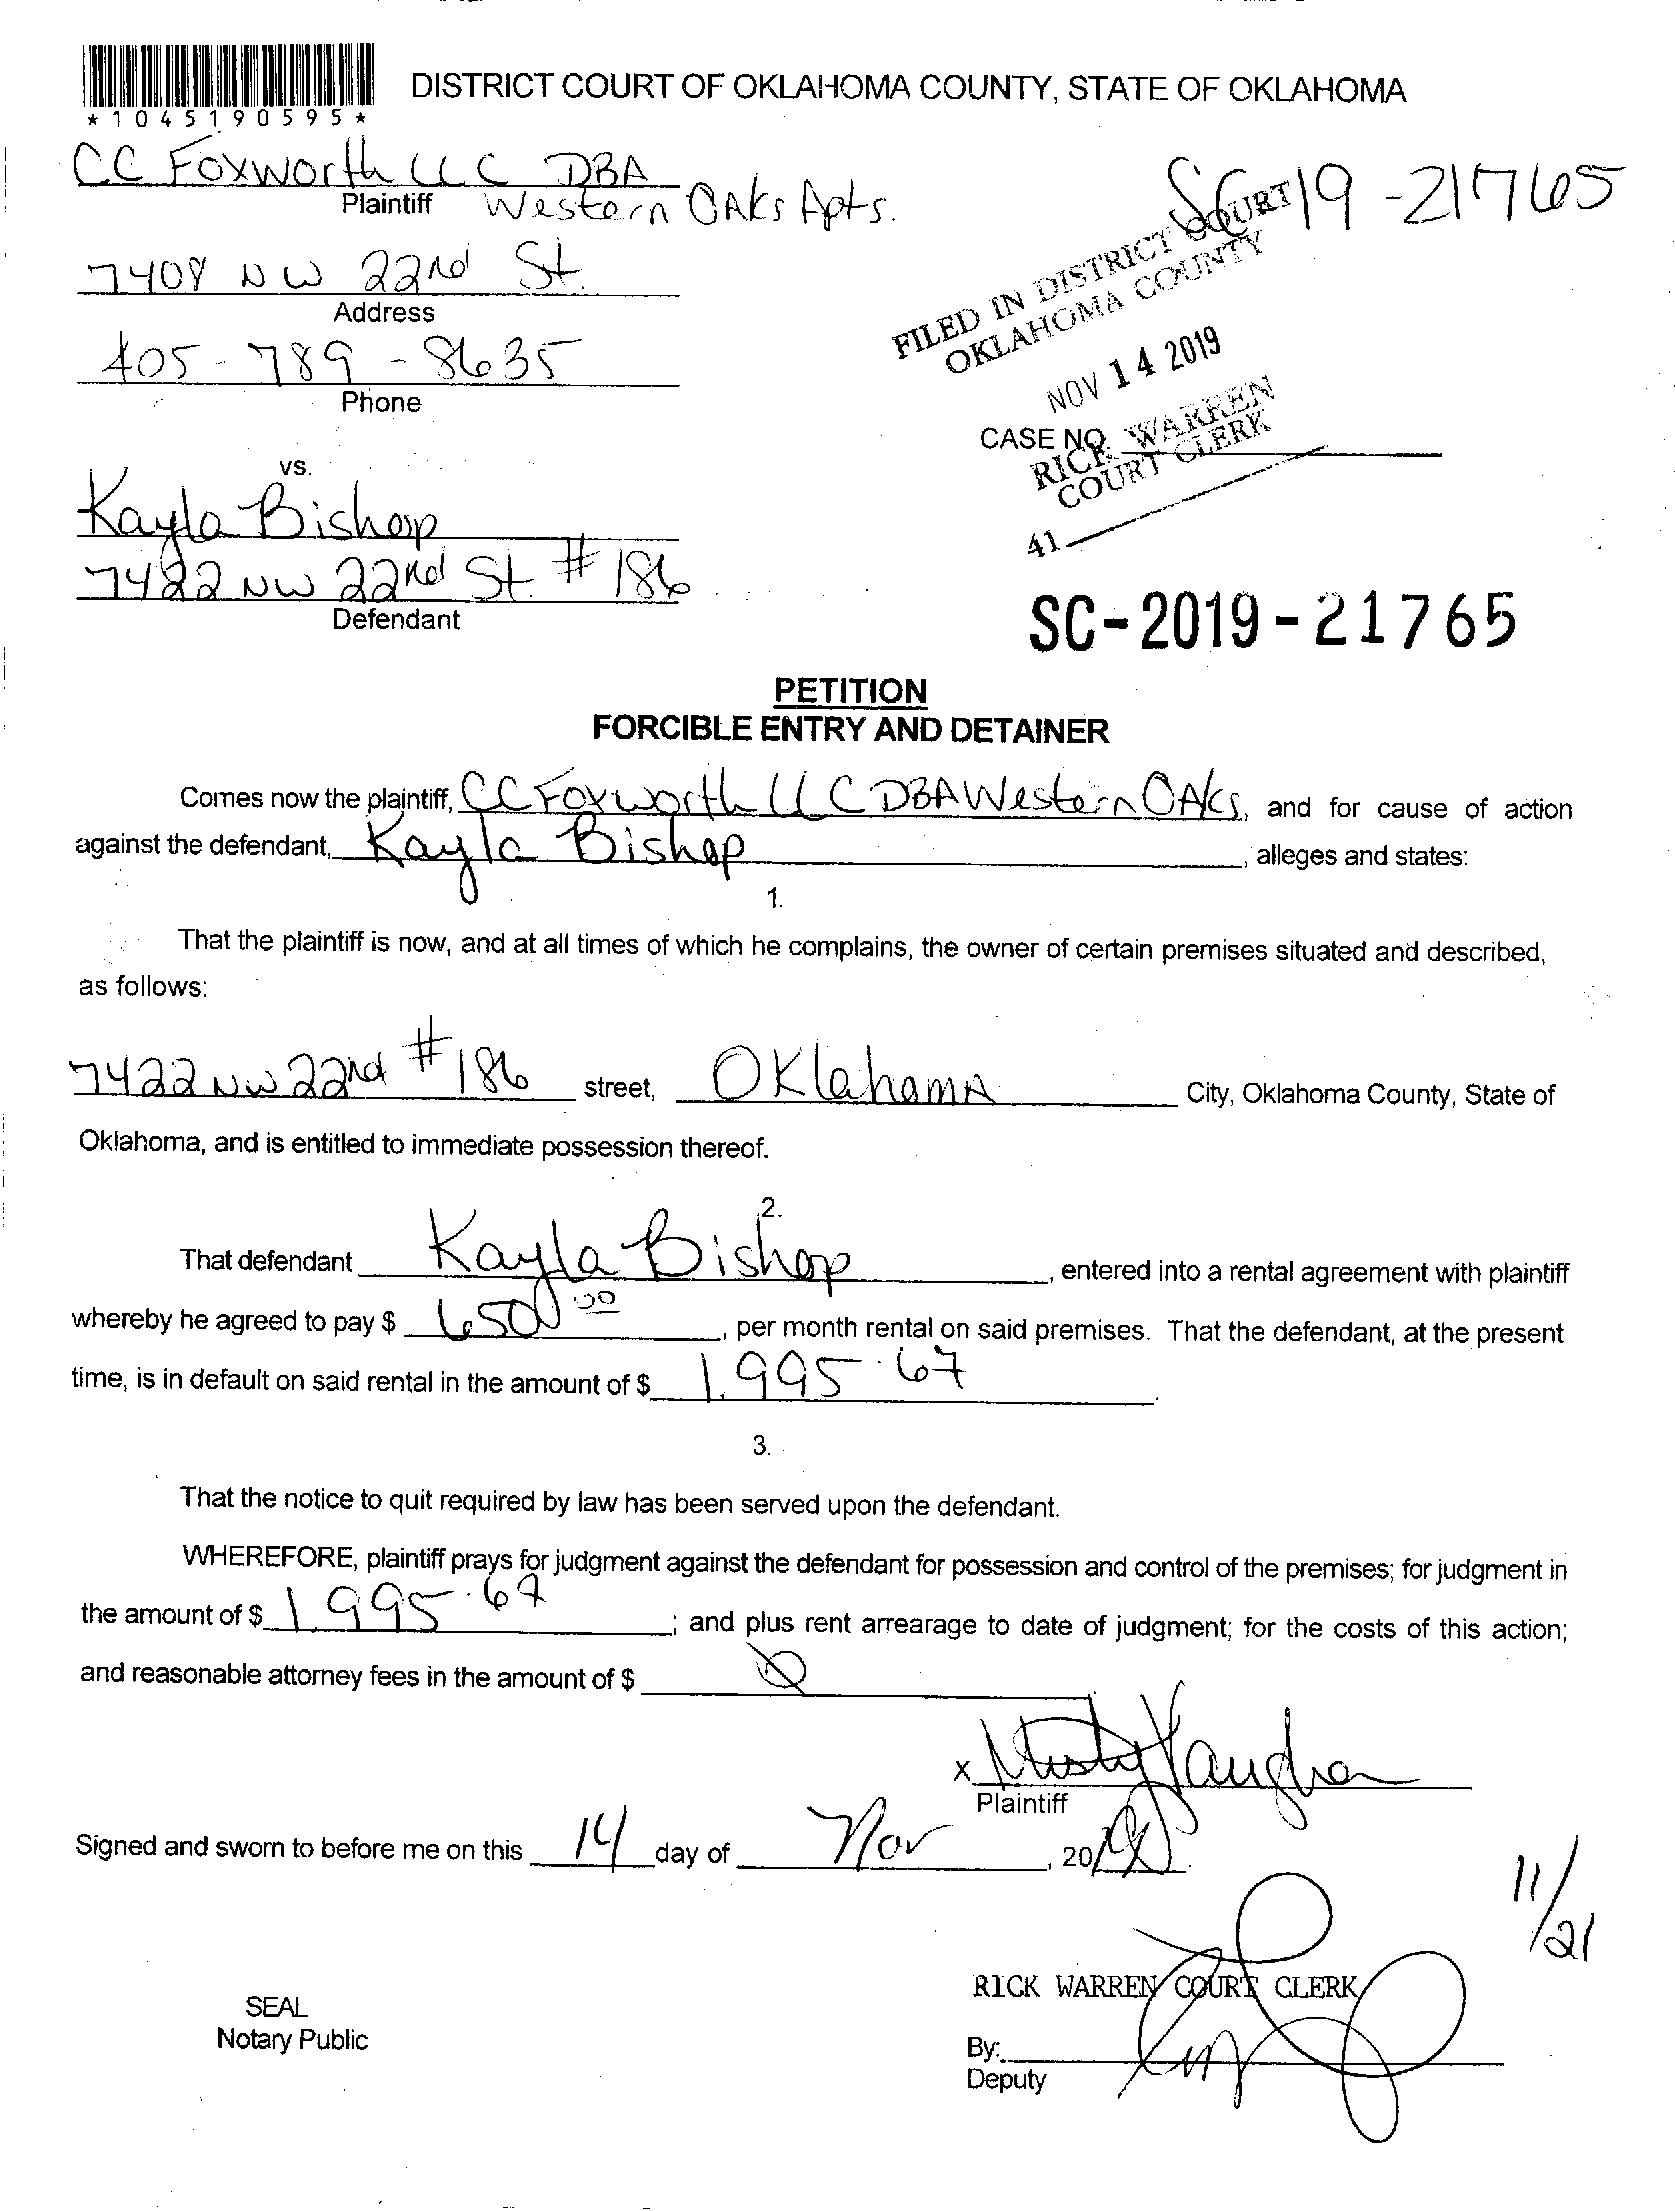 DISTRICT COURT OF OKLAHOMA COUNTY, STATE OF OKLAHOMA
*1045190595*
CC Foxworth LLC DBA
Plaintiff Western OAks Apts.
SC 19-21765
7408 NW 22nd St.
Address
405-789-8635
Phone
FILED IN DISTRICT COURT
OKLAHOMA COUNTY
NOV 14 2019
RICK WARREN
COURT CLERK
41
CASE NO.
vs.
Kayla Bishop
7422 NW 22nd St. #186
Defendant
SC-2019-21765
PETITION
FORCIBLE ENTRY AND DETAINER
Comes now the plaintiff, CC Foxworth LLC DBA Western OAks, and for cause of action
against the defendant, Kayla Bishop, alleges and states:
1.
That the plaintiff is now, and at all times of which he complains, the owner of certain premises situated and described,
as follows:
7422 NW 22nd #186 street, OKlahomA City, Oklahoma County, State of
Oklahoma, and is entitled to immediate possession thereof.
2.
That defendant Kayla Bishop, entered into a rental agreement with plaintiff
whereby he agreed to pay $ 650.00, per month rental on said premises. That the defendant, at the present
time, is in default on said rental in the amount of $ 1,995.67.
3.
That the notice to quit required by law has been served upon the defendant.
WHEREFORE, plaintiff prays for judgment against the defendant for possession and control of the premises; for judgment in
the amount of $ 1,995.67; and plus rent arrearage to date of judgment; for the costs of this action;
and reasonable attorney fees in the amount of $ 0
x Misty Vaughn
Plaintiff
Signed and sworn to before me on this 14 day of Nov, 2019.
11/21
RICK WARREN COURT CLERK
SEAL
Notary Public
By:
Deputy